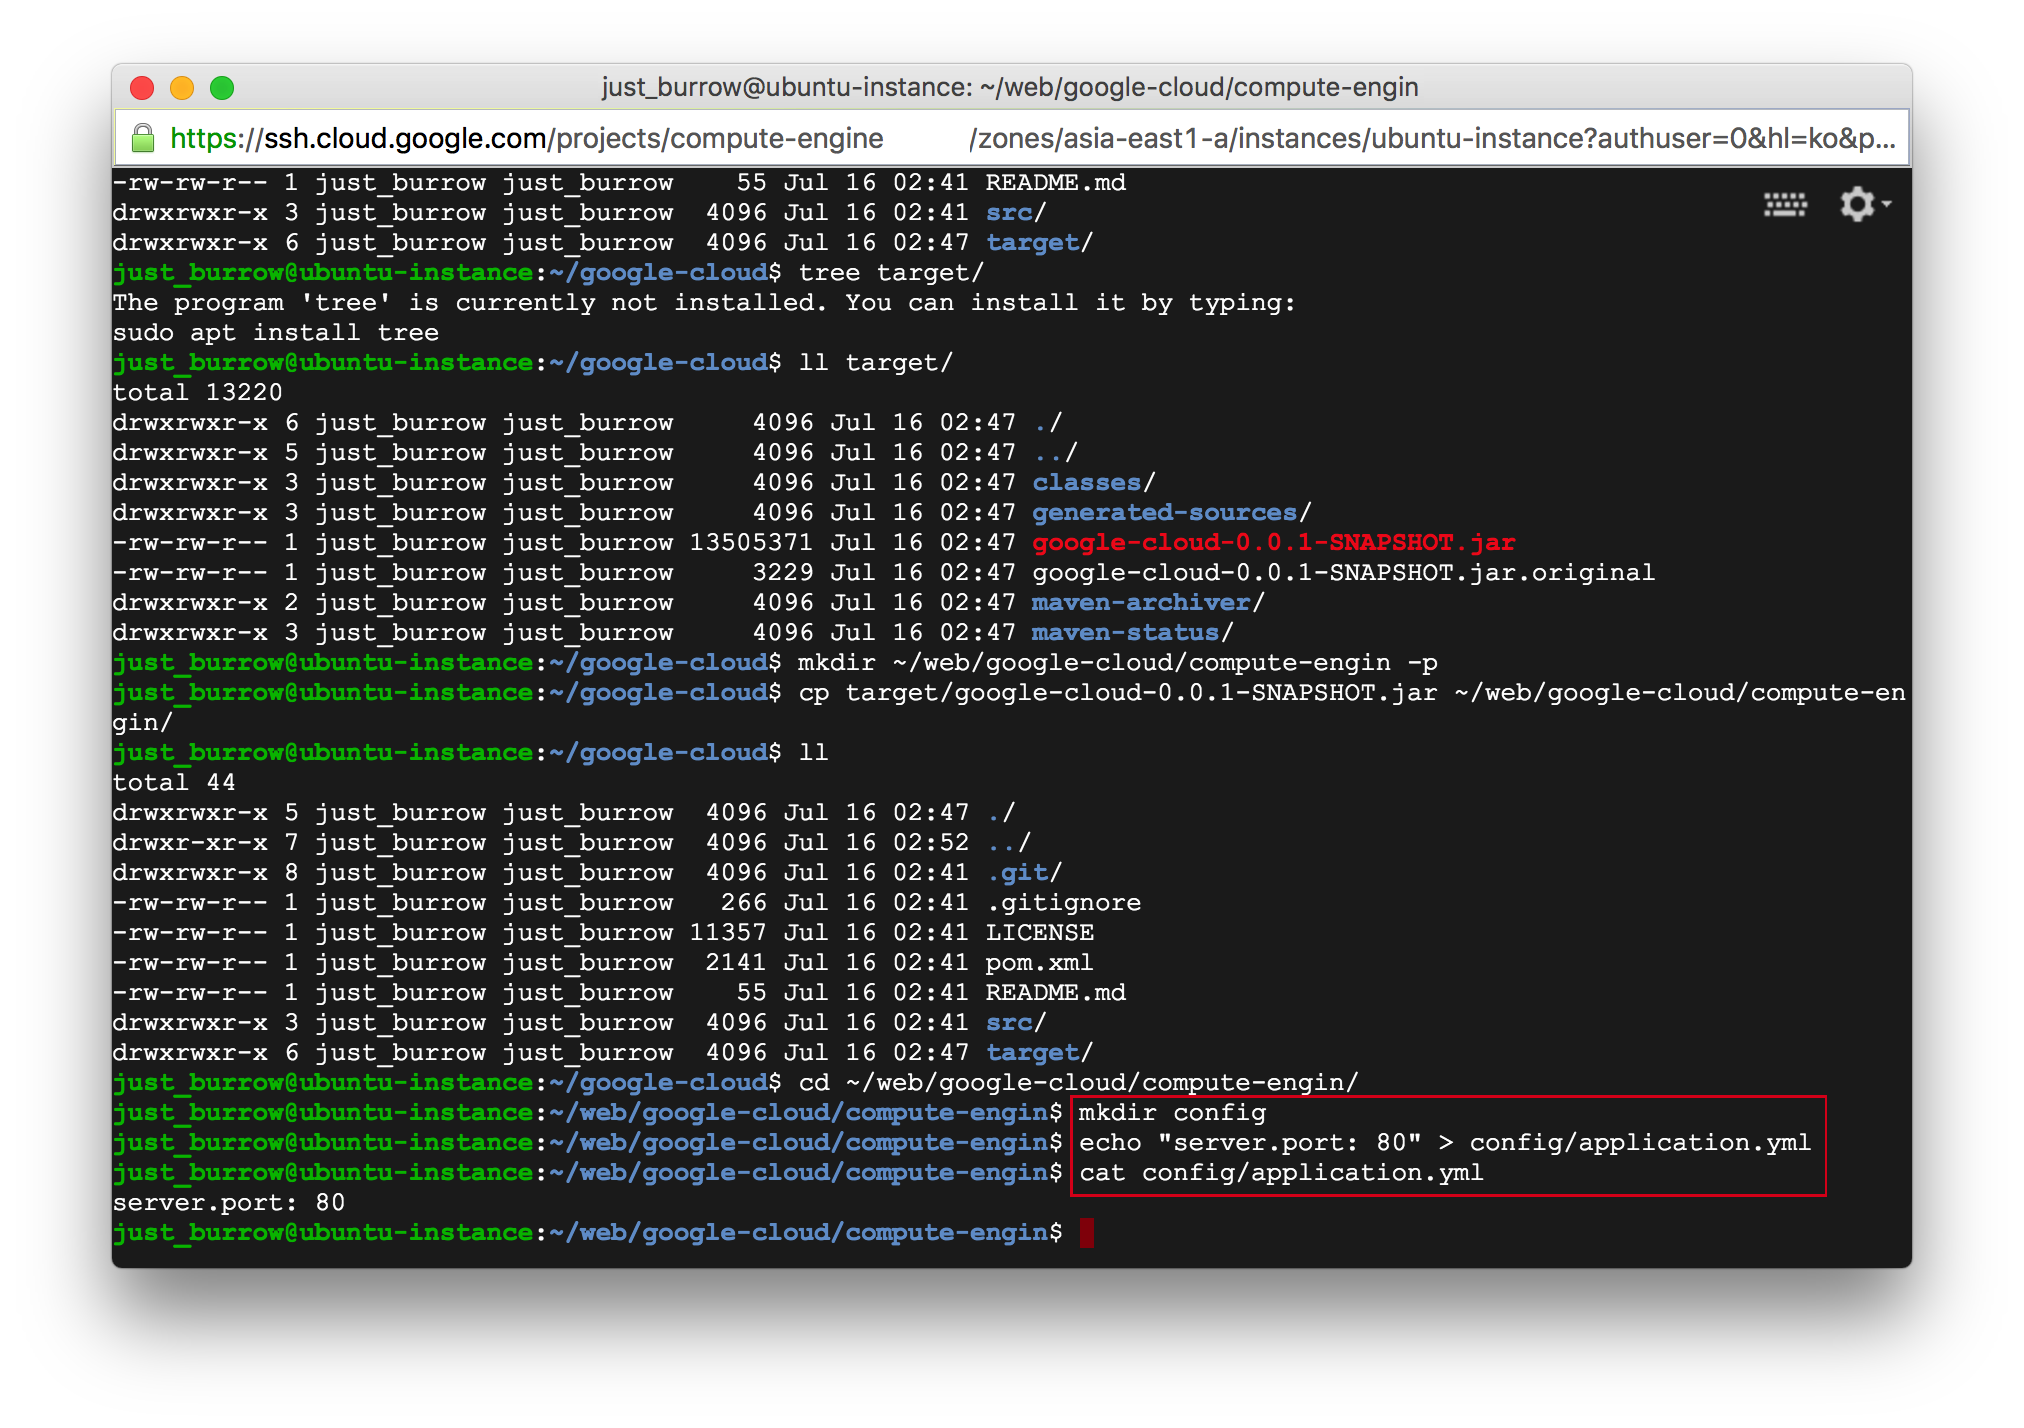 just_burrow@ubuntu-instance: ~/web/google-cloud/compute-engin
https://ssh.cloud.google.com/projects/compute-engine /zones/asia-east1-a/instances/ubuntu-instance?authuser=0&hl=ko&p...
-rw-rw-r-- 1 just_burrow just_burrow    55 Jul 16 02:41 README.md
drwxrwxr-x 3 just_burrow just_burrow  4096 Jul 16 02:41 src/
drwxrwxr-x 6 just_burrow just_burrow  4096 Jul 16 02:47 target/
just_burrow@ubuntu-instance:~/google-cloud$ tree target/
The program 'tree' is currently not installed. You can install it by typing:
sudo apt install tree
just_burrow@ubuntu-instance:~/google-cloud$ ll target/
total 13220
drwxrwxr-x 6 just_burrow just_burrow     4096 Jul 16 02:47 ./
drwxrwxr-x 5 just_burrow just_burrow     4096 Jul 16 02:47 ../
drwxrwxr-x 3 just_burrow just_burrow     4096 Jul 16 02:47 classes/
drwxrwxr-x 3 just_burrow just_burrow     4096 Jul 16 02:47 generated-sources/
-rw-rw-r-- 1 just_burrow just_burrow 13505371 Jul 16 02:47 google-cloud-0.0.1-SNAPSHOT.jar
-rw-rw-r-- 1 just_burrow just_burrow     3229 Jul 16 02:47 google-cloud-0.0.1-SNAPSHOT.jar.original
drwxrwxr-x 2 just_burrow just_burrow     4096 Jul 16 02:47 maven-archiver/
drwxrwxr-x 3 just_burrow just_burrow     4096 Jul 16 02:47 maven-status/
just_burrow@ubuntu-instance:~/google-cloud$ mkdir ~/web/google-cloud/compute-engin -p
just_burrow@ubuntu-instance:~/google-cloud$ cp target/google-cloud-0.0.1-SNAPSHOT.jar ~/web/google-cloud/compute-en
gin/
just_burrow@ubuntu-instance:~/google-cloud$ ll
total 44
drwxrwxr-x 5 just_burrow just_burrow  4096 Jul 16 02:47 ./
drwxr-xr-x 7 just_burrow just_burrow  4096 Jul 16 02:52 ../
drwxrwxr-x 8 just_burrow just_burrow  4096 Jul 16 02:41 .git/
-rw-rw-r-- 1 just_burrow just_burrow   266 Jul 16 02:41 .gitignore
-rw-rw-r-- 1 just_burrow just_burrow 11357 Jul 16 02:41 LICENSE
-rw-rw-r-- 1 just_burrow just_burrow  2141 Jul 16 02:41 pom.xml
-rw-rw-r-- 1 just_burrow just_burrow    55 Jul 16 02:41 README.md
drwxrwxr-x 3 just_burrow just_burrow  4096 Jul 16 02:41 src/
drwxrwxr-x 6 just_burrow just_burrow  4096 Jul 16 02:47 target/
just_burrow@ubuntu-instance:~/google-cloud$ cd ~/web/google-cloud/compute-engin/
just_burrow@ubuntu-instance:~/web/google-cloud/compute-engin$ mkdir config
just_burrow@ubuntu-instance:~/web/google-cloud/compute-engin$ echo "server.port: 80" > config/application.yml
just_burrow@ubuntu-instance:~/web/google-cloud/compute-engin$ cat config/application.yml
server.port: 80
just_burrow@ubuntu-instance:~/web/google-cloud/compute-engin$